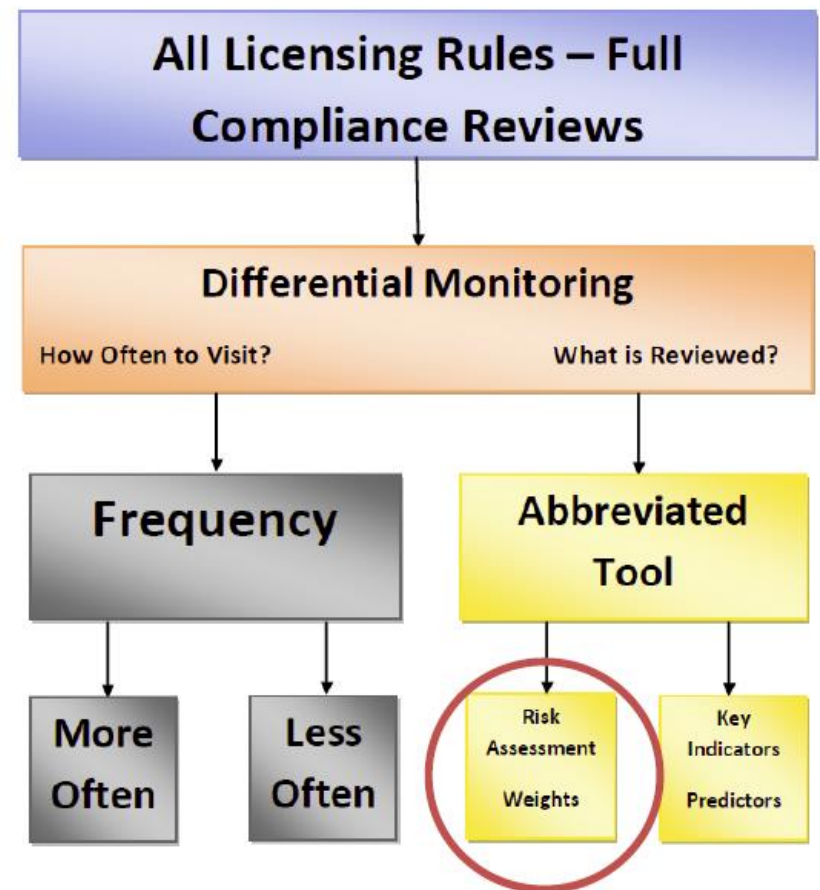 All Licensing Rules – Full
Compliance Reviews
Differential Monitoring
How Often to Visit?
What is Reviewed?
Frequency
Abbreviated
Tool
More
Often
Less
Often
Risk
Assessment
Weights
Key
Indicators
Predictors